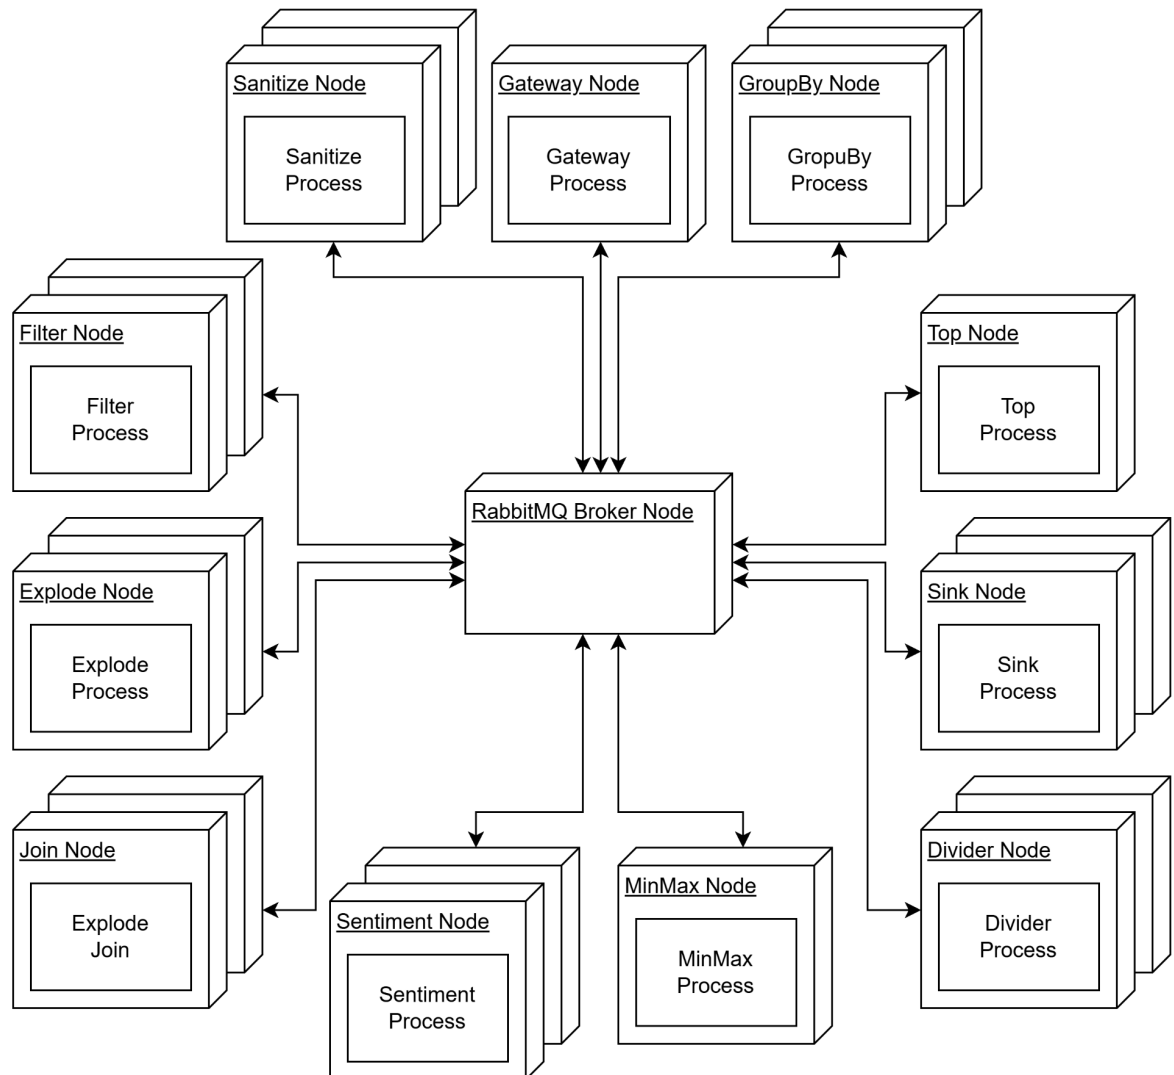 Sanitize Node
Sanitize
Process
Gateway Node
Gateway
Process
GroupBy Node
GropuBy
Process
Filter Node
Filter
Process
Top Node
Top
Process
RabbitMQ Broker Node
Explode Node
Explode
Process
Sink Node
Sink
Process
Join Node
Explode
Join
Sentiment Node
Sentiment
Process
MinMax Node
MinMax
Process
Divider Node
Divider
Process